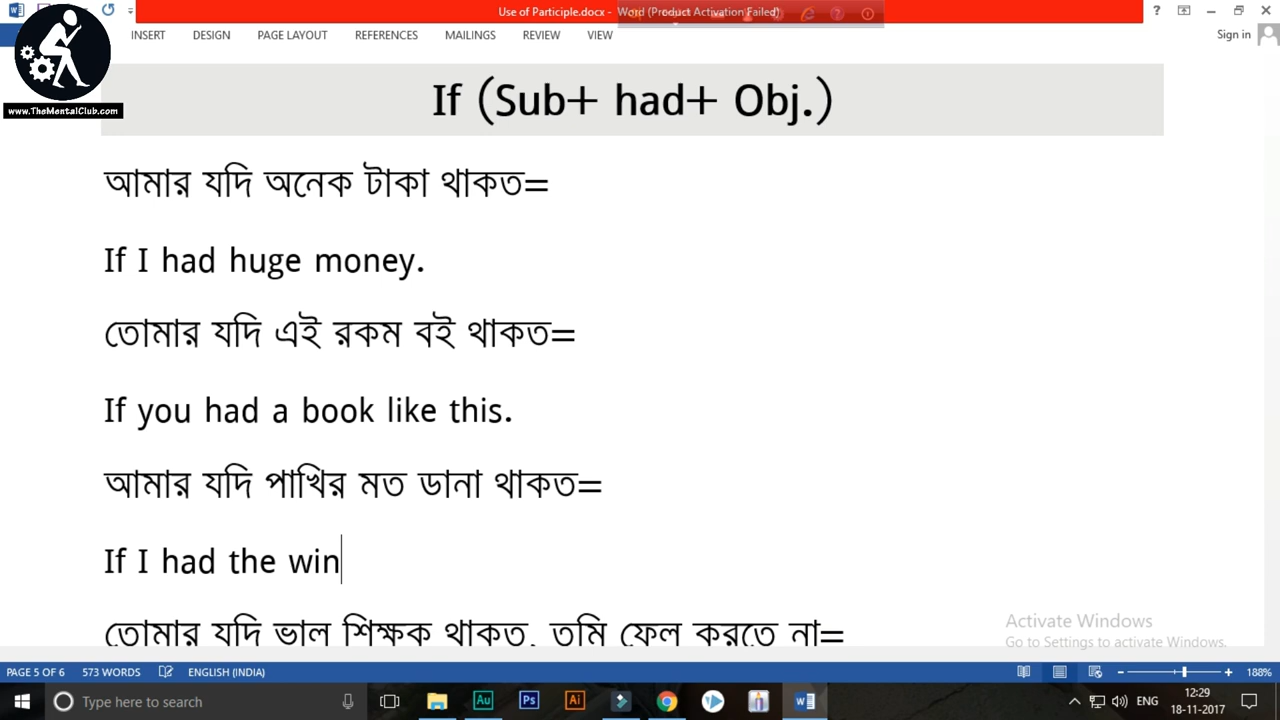 Use of Participle.docx - Word (Product Activation Failed)
?
INSERT DESIGN PAGE LAYOUT REFERENCES MAILINGS REVIEW VIEW
Sign in
www.TheMentalClub.com
If (Sub+ had+ Obj.)
আমার যদি অনেক টাকা থাকত=
If I had huge money.
তোমার যদি এই রকম বই থাকত=
If you had a book like this.
আমার যদি পাখির মত ডানা থাকত=
If I had the win
তোমার যদি ভাল শিক্ষক থাকত, তুমি ফেল করতে না=
Activate Windows
Go to Settings to activate Windows.
PAGE 5 OF 6 573 WORDS ENGLISH (INDIA) 188%
Type here to search
Au Ps Ai
ENG
12:29
18-11-2017